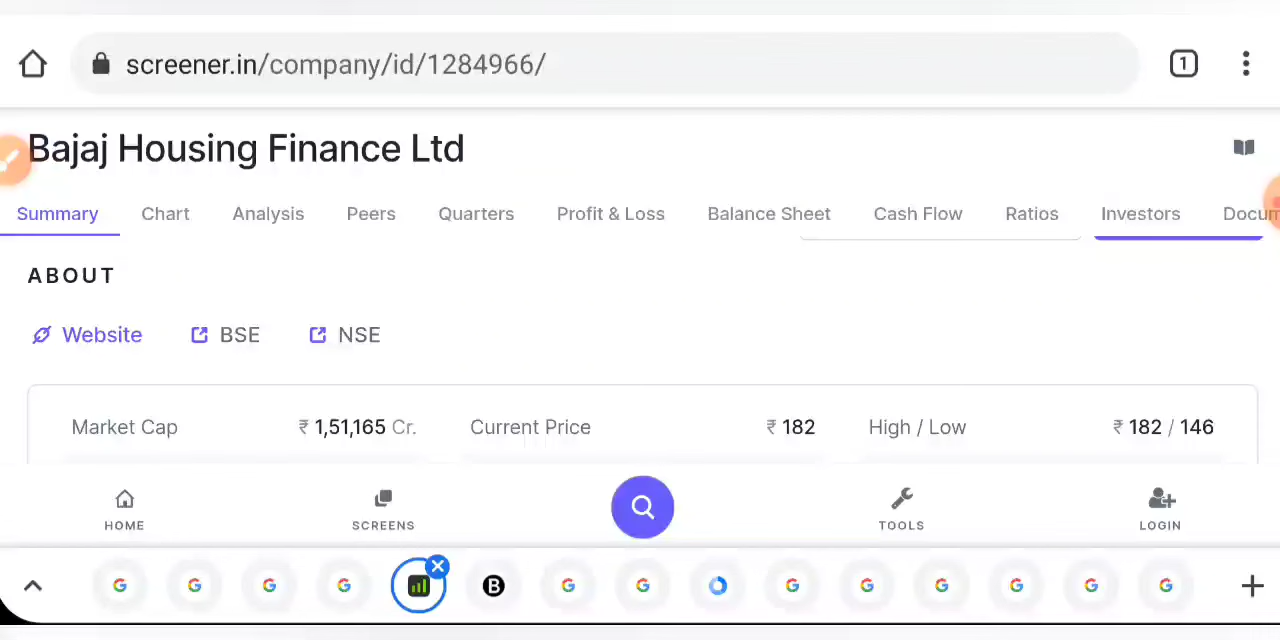 screener.in/company/id/1284966/
1
Bajaj Housing Finance Ltd
Summary Chart Analysis Peers Quarters Profit & Loss Balance Sheet Cash Flow Ratios Investors
ABOUT
Website BSE NSE
Market Cap ₹ 1,51,165 Cr. Current Price ₹ 182 High / Low ₹ 182 / 146
HOME SCREENS TOOLS LOGIN